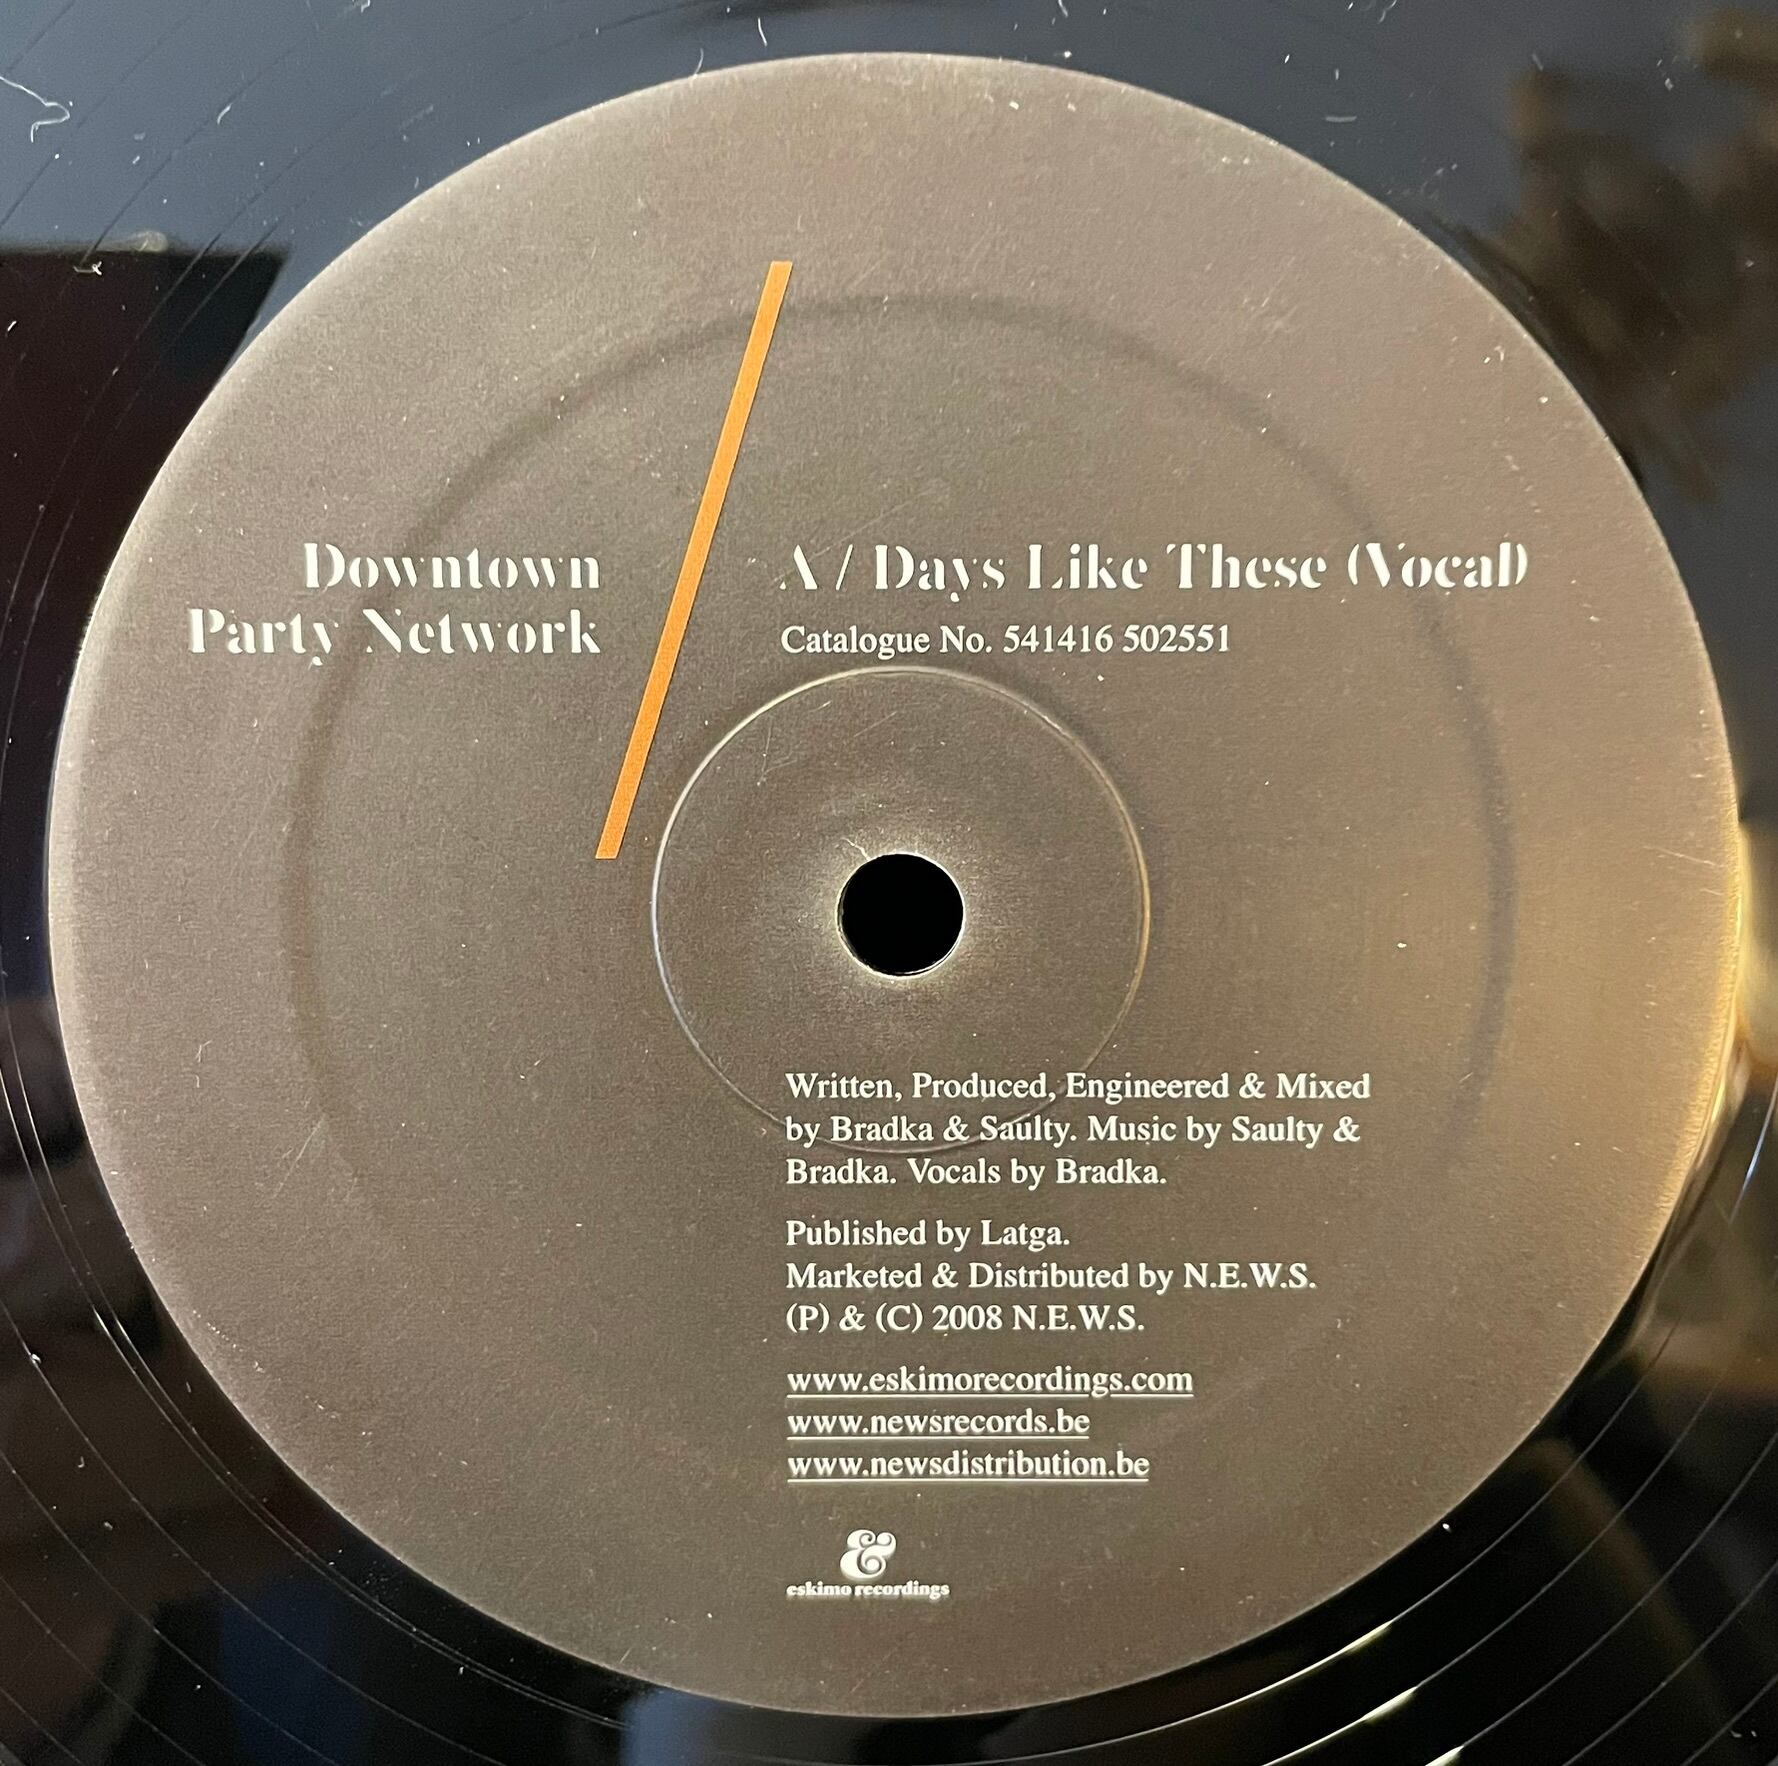 Downtown
Party Network
A / Days Like These (Vocal)
Catalogue No. 541416 502551
Written, Produced, Engineered & Mixed
by Bradka & Saulty. Music by Saulty &
Bradka. Vocals by Bradka.
Published by Latga.
Marketed & Distributed by N.E.W.S.
(P) & (C) 2008 N.E.W.S.
www.eskimorecordings.com
www.newsrecords.be
www.newsdistribution.be
&
eskimo recordings